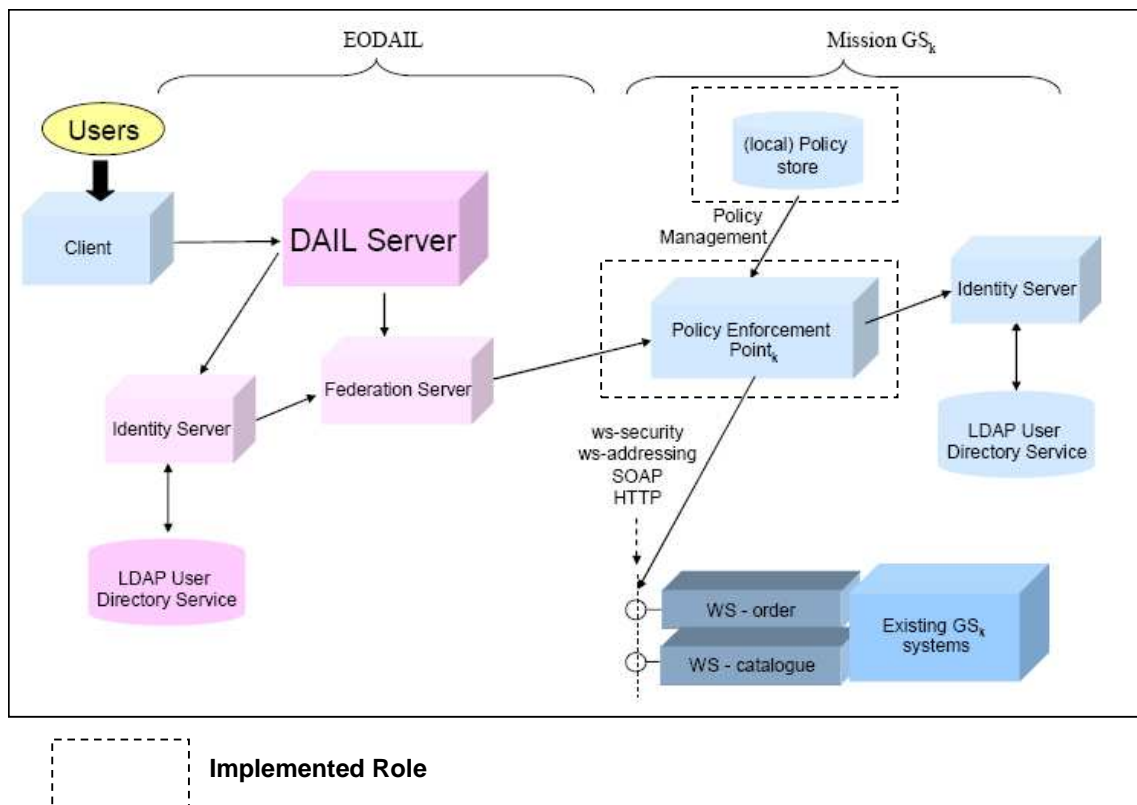 EODAIL
Mission GSk
Users
(local) Policy
store
Client
DAIL Server
Policy
Management
Identity Server
Policy Enforcement
Pointk
Federation Server
Identity Server
ws-security
ws-addressing
SOAP
HTTP
LDAP User
Directory Service
LDAP User
Directory Service
WS - order
Existing GSk
systems
WS - catalogue
Implemented Role